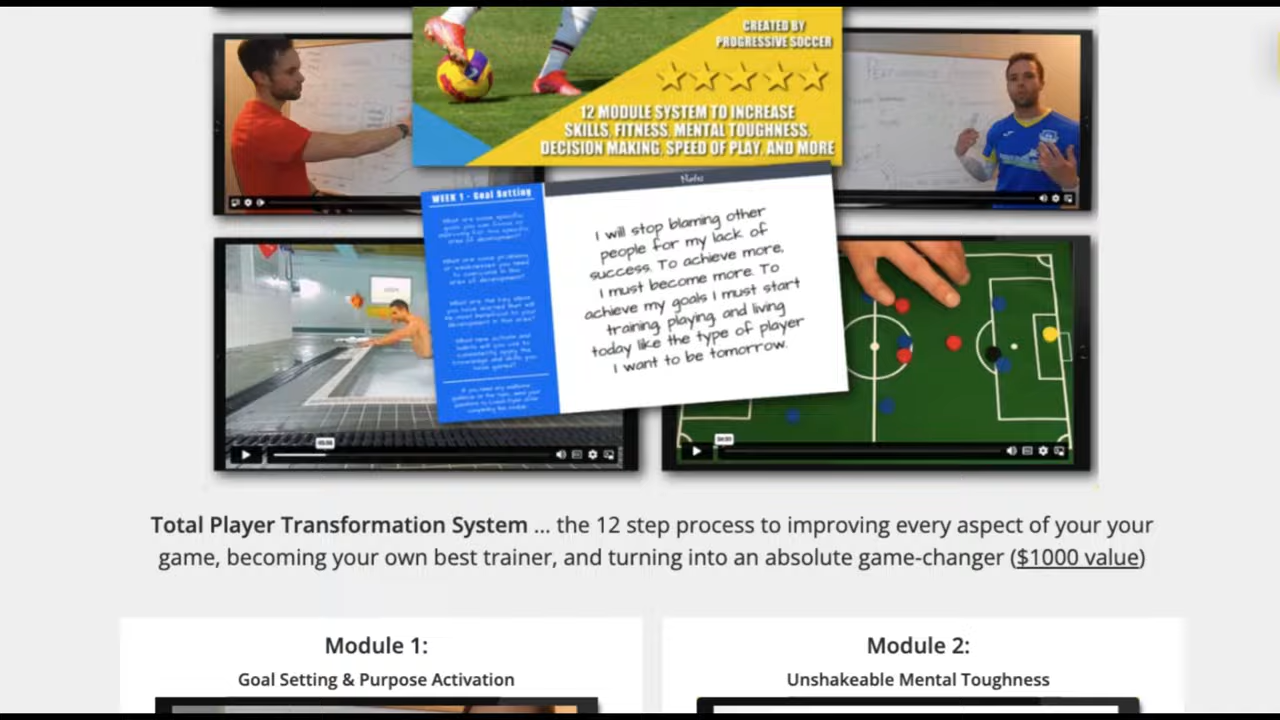 CREATED BY
PROGRESSIVE SOCCER
12 MODULE SYSTEM TO INCREASE
SKILLS, FITNESS, MENTAL TOUGHNESS,
DECISION MAKING, SPEED OF PLAY, AND MORE
Notes
WEEK 1 - Goal Setting
I will stop blaming other
people for my lack of
success. To achieve more,
I must become more. To
achieve my goals I must start
training, playing, and living
today like the type of player
I want to be tomorrow.
Total Player Transformation System ... the 12 step process to improving every aspect of your your
game, becoming your own best trainer, and turning into an absolute game-changer ($1000 value)
Module 1:
Goal Setting & Purpose Activation
Module 2:
Unshakeable Mental Toughness